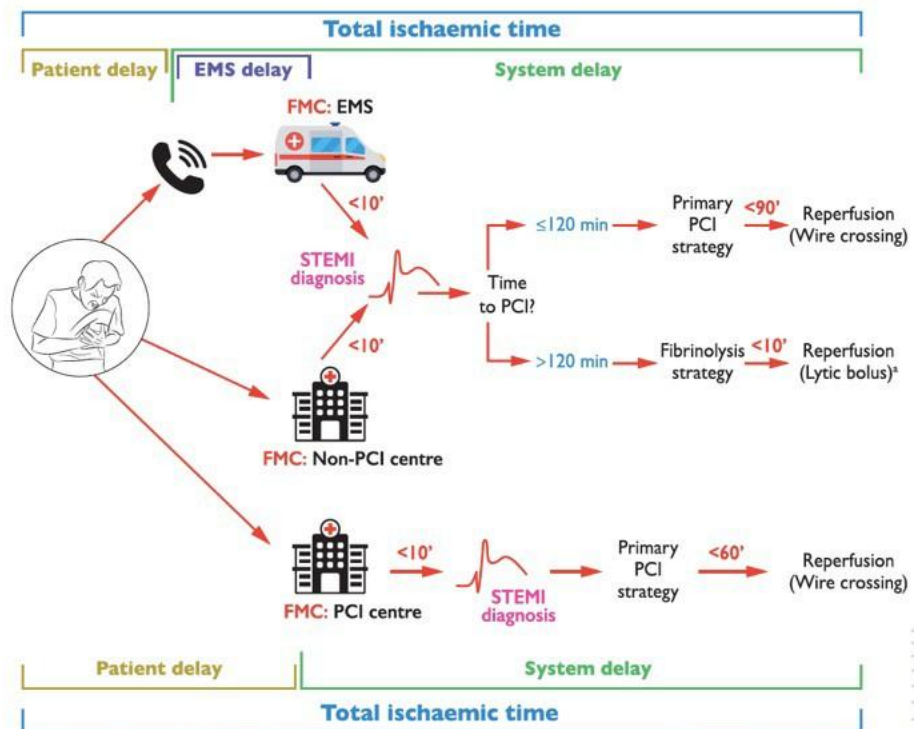 Total ischaemic time
Patient delay
EMS delay
System delay
FMC: EMS
<10'
STEMI
diagnosis
<10'
FMC: Non-PCI centre
Time
to PCI?
≤120 min
Primary
PCI
strategy
<90'
Reperfusion
(Wire crossing)
>120 min
Fibrinolysis
strategy
<10'
Reperfusion
(Lytic bolus)ᵃ
FMC: PCI centre
<10'
STEMI
diagnosis
Primary
PCI
strategy
<60'
Reperfusion
(Wire crossing)
Patient delay
System delay
Total ischaemic time